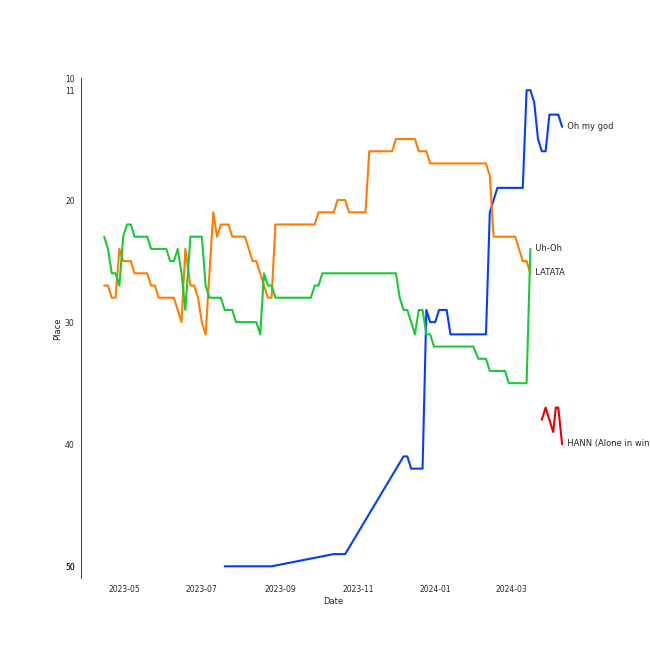 10
11
20
30
40
50
Place
Oh my god
Uh-Oh
LATATA
HANN (Alone in win
2023-05 2023-07 2023-09 2023-11 2024-01 2024-03
Date